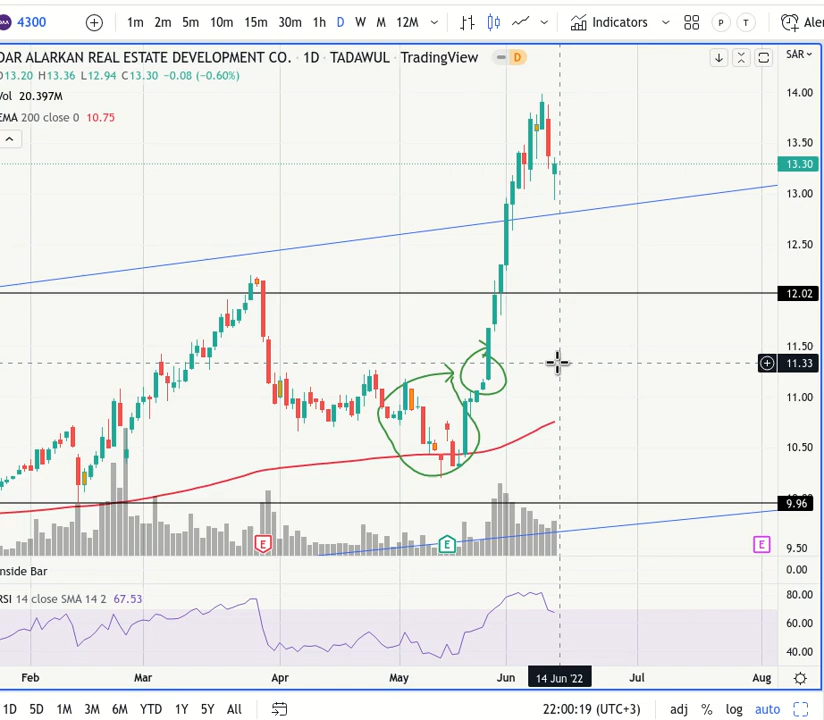 4300 1m 2m 5m 10m 15m 30m 1h D W M 12M Indicators P T Aler
DAR ALARKAN REAL ESTATE DEVELOPMENT CO. · 1D · TADAWUL · TradingView D SAR
O13.20 H13.36 L12.94 C13.30 −0.08 (−0.60%)
Vol 20.397M
EMA 200 close 0 10.75
14.00
13.50
13.30
13.00
12.50
12.02
11.50
11.33
11.00
10.50
9.96
9.50
E E E
0.00
Inside Bar
RSI 14 close SMA 14 2 67.53
80.00
60.00
40.00
Feb Mar Apr May Jun 14 Jun '22 Jul Aug
1D 5D 1M 3M 6M YTD 1Y 5Y All 22:00:19 (UTC+3) adj % log auto